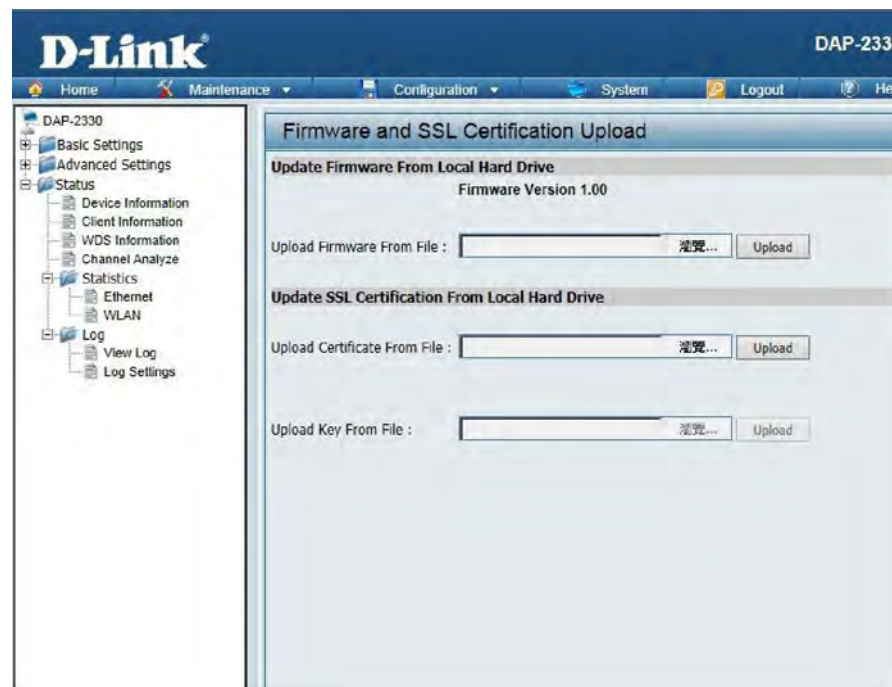 D-Link
DAP-233
Home Maintenance Configuration System Logout He
DAP-2330
Basic Settings
Advanced Settings
Status
Device Information
Client Information
WDS Information
Channel Analyze
Statistics
Ethernet
WLAN
Log
View Log
Log Settings
Firmware and SSL Certification Upload
Update Firmware From Local Hard Drive
Firmware Version 1.00
Upload Firmware From File : 瀏覽... Upload
Update SSL Certification From Local Hard Drive
Upload Certificate From File : 瀏覽... Upload
Upload Key From File : 瀏覽... Upload